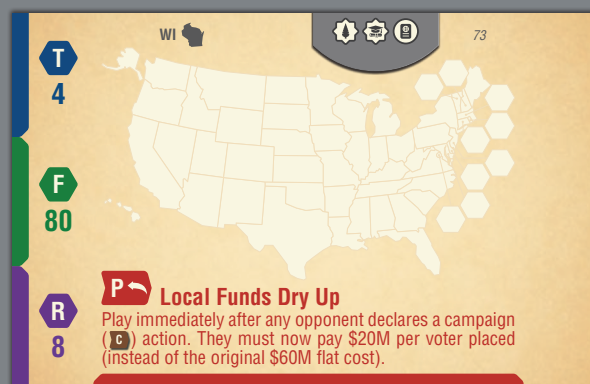 WI
73
T
4
F
80
R
8
P
Local Funds Dry Up
Play immediately after any opponent declares a campaign
(C) action. They must now pay $20M per voter placed
(instead of the original $60M flat cost).